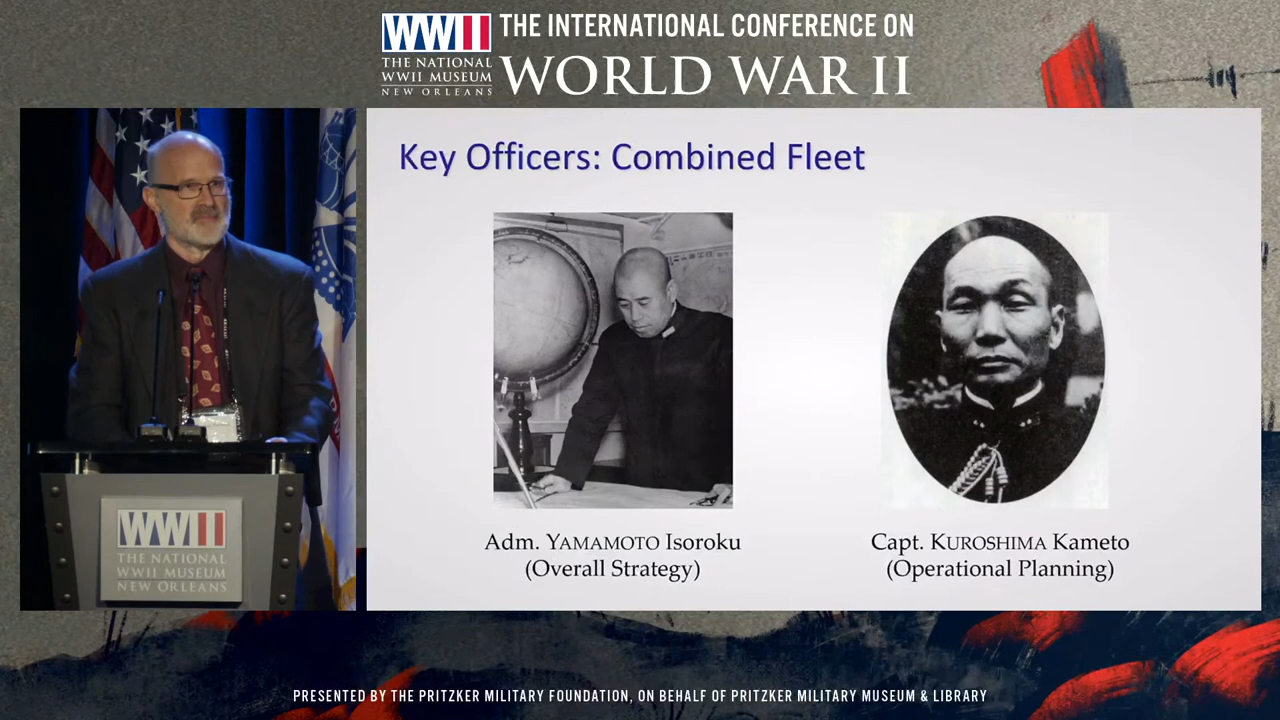 WWII
THE NATIONAL
WWII MUSEUM
NEW ORLEANS
THE INTERNATIONAL CONFERENCE ON
WORLD WAR II
Key Officers: Combined Fleet
Adm. YAMAMOTO Isoroku
(Overall Strategy)
Capt. KUROSHIMA Kameto
(Operational Planning)
WWII
THE NATIONAL
WWII MUSEUM
NEW ORLEANS
PRESENTED BY THE PRITZKER MILITARY FOUNDATION, ON BEHALF OF PRITZKER MILITARY MUSEUM & LIBRARY